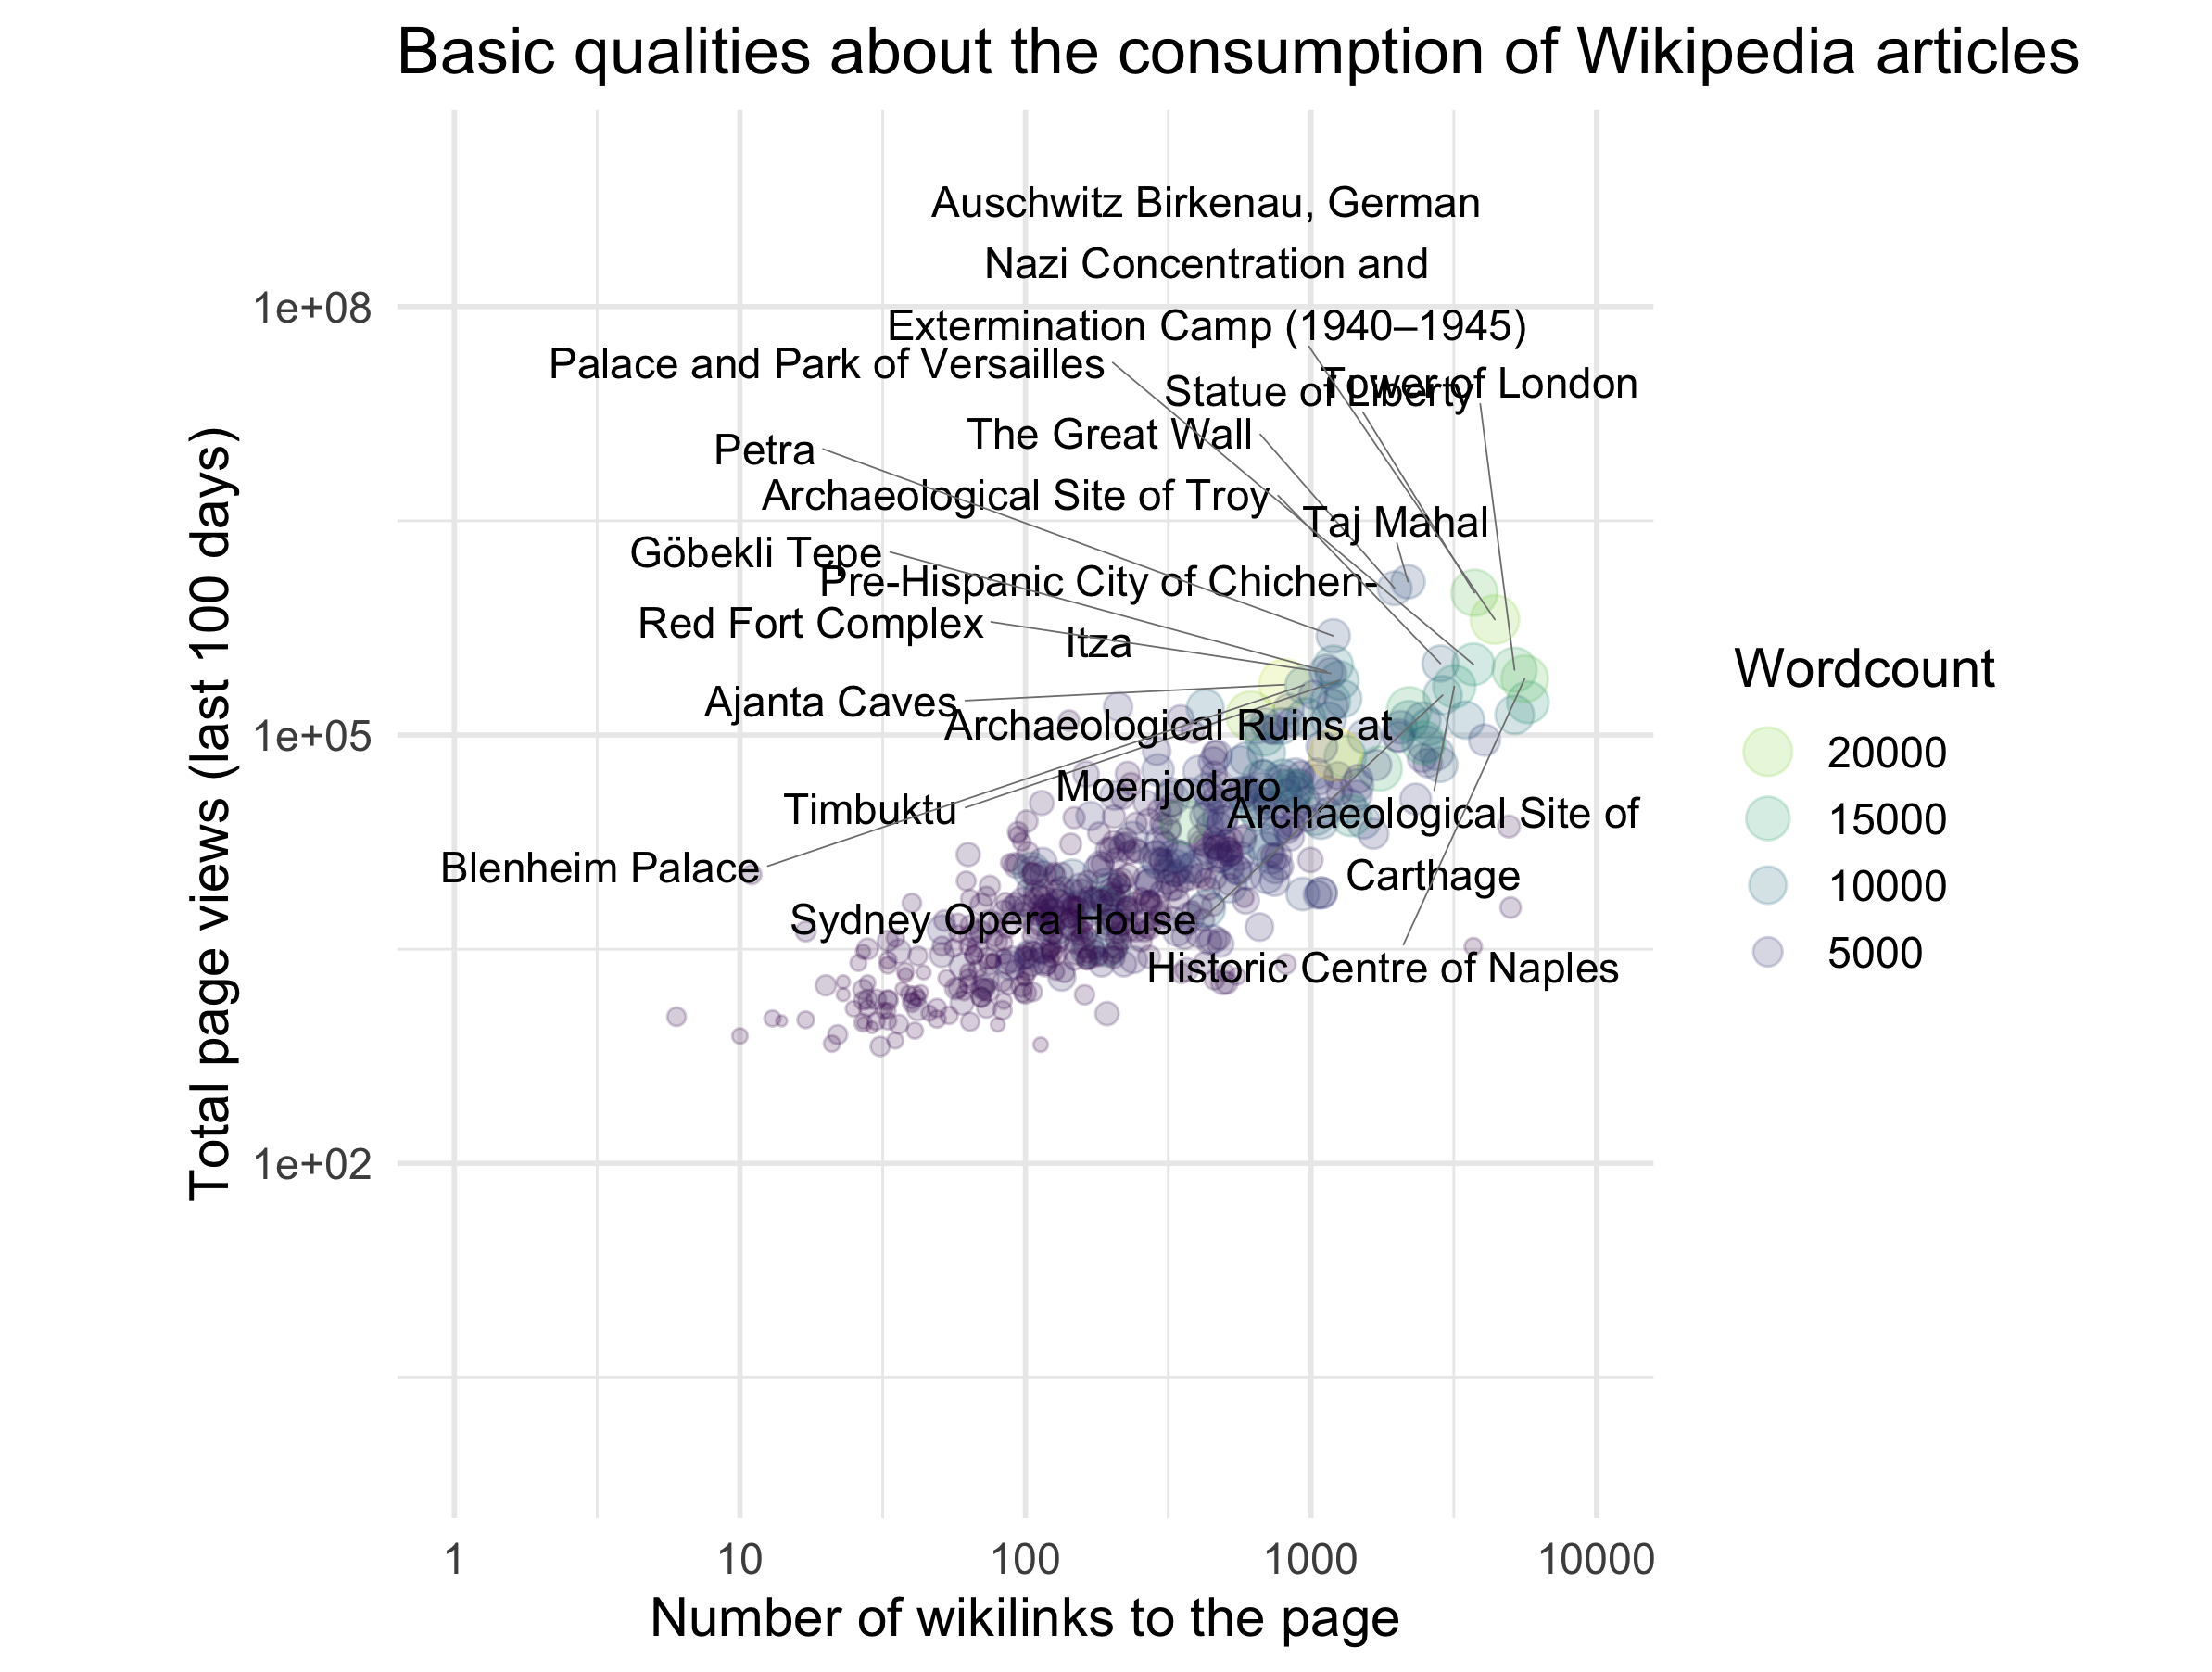 Basic qualities about the consumption of Wikipedia articles
Auschwitz Birkenau, German
Nazi Concentration and
Extermination Camp (1940–1945)
Palace and Park of Versailles
Tower of London
Statue of Liberty
The Great Wall
Petra
Archaeological Site of Troy
Taj Mahal
Göbekli Tepe
Pre-Hispanic City of Chichen-
Itza
Red Fort Complex
Ajanta Caves
Archaeological Ruins at
Moenjodaro
Timbuktu
Archaeological Site of
Carthage
Blenheim Palace
Sydney Opera House
Historic Centre of Naples
1e+08
1e+05
1e+02
Total page views (last 100 days)
1
10
100
1000
10000
Number of wikilinks to the page
Wordcount
20000
15000
10000
5000